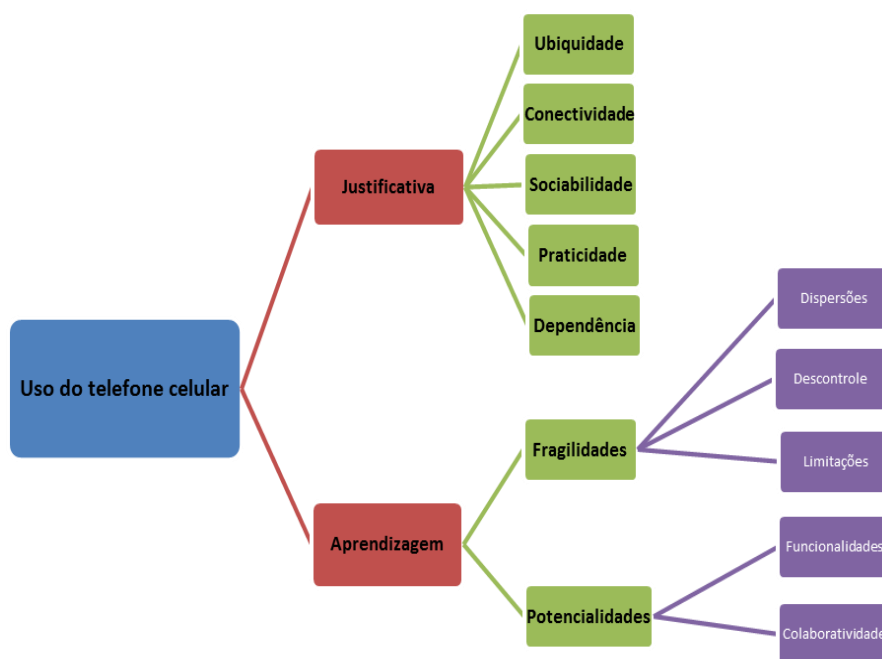 Ubiquidade
Conectividade
Justificativa
Sociabilidade
Praticidade
Dependência
Uso do telefone celular
Dispersões
Descontrole
Fragilidades
Limitações
Aprendizagem
Funcionalidades
Potencialidades
Colaboratividade